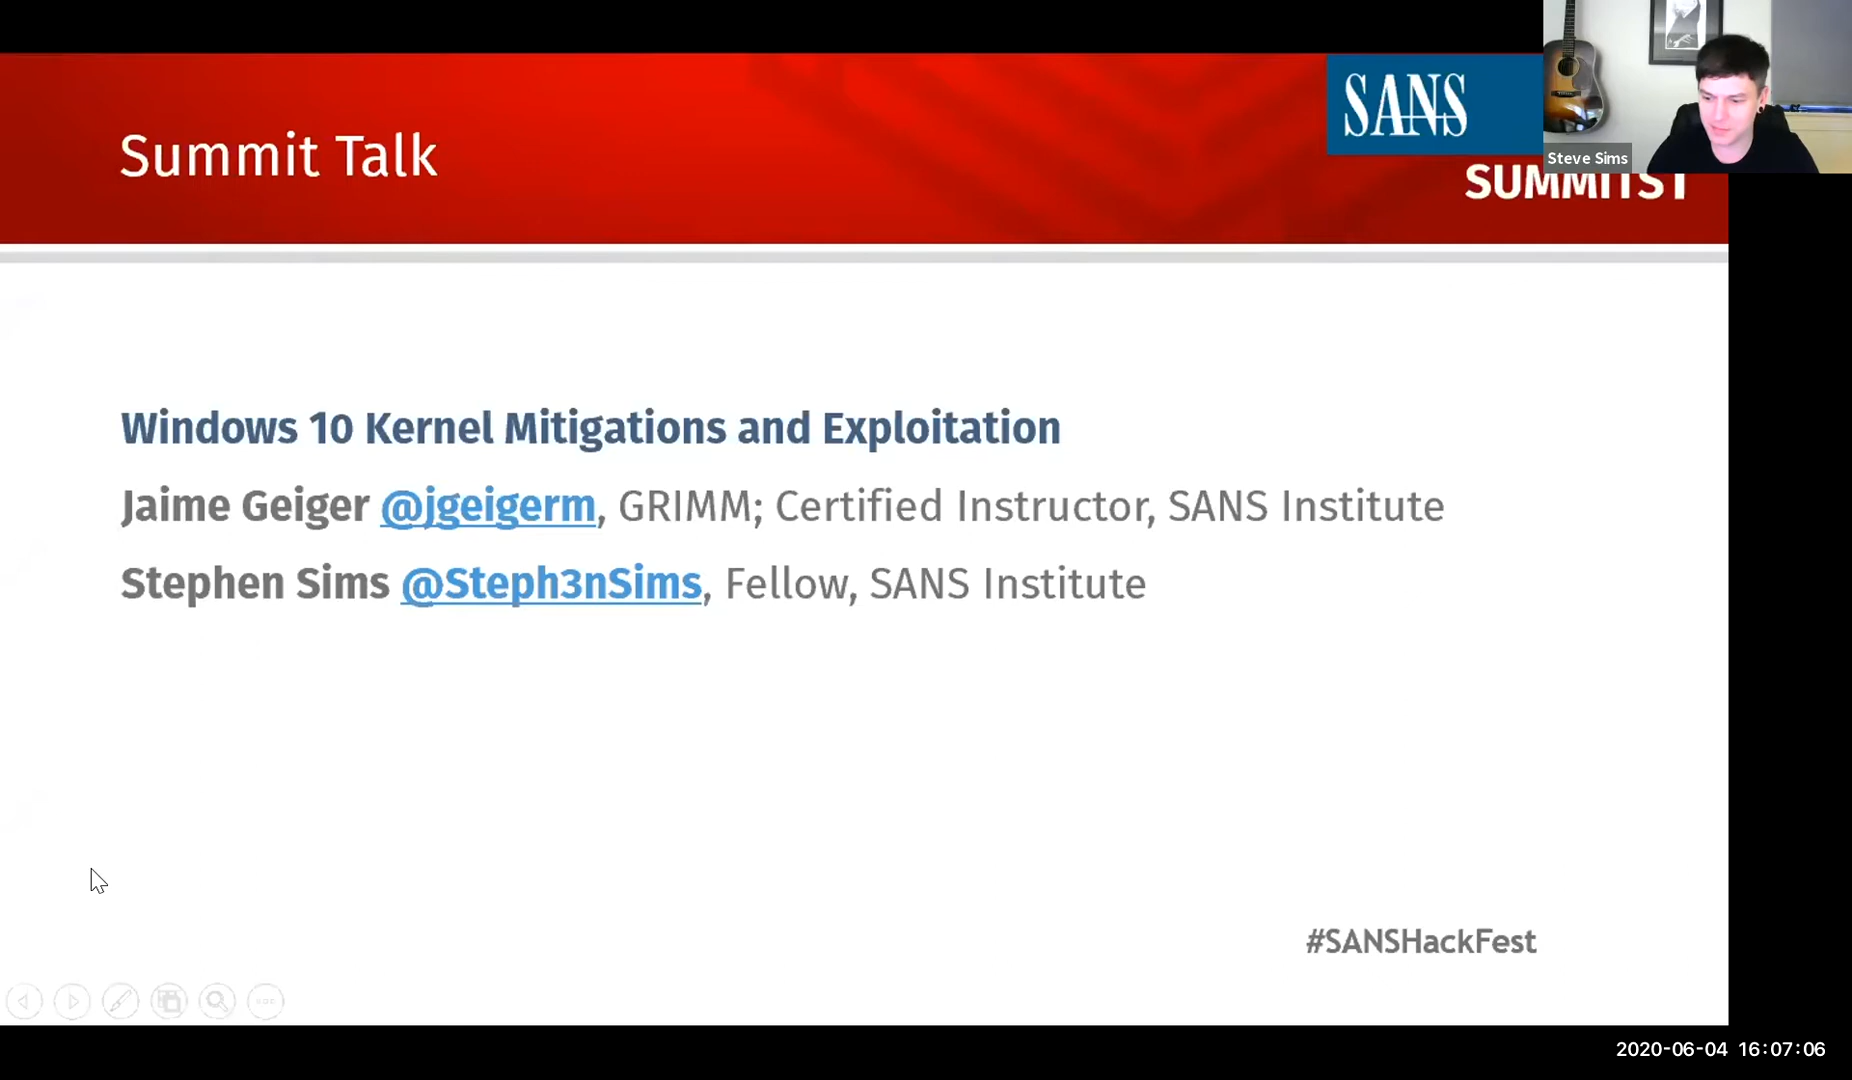 Summit Talk
SANS
Steve Sims
SUMMITS
Windows 10 Kernel Mitigations and Exploitation
Jaime Geiger @jgeigerm, GRIMM; Certified Instructor, SANS Institute
Stephen Sims @Steph3nSims, Fellow, SANS Institute
#SANSHackFest
2020-06-04 16:07:06